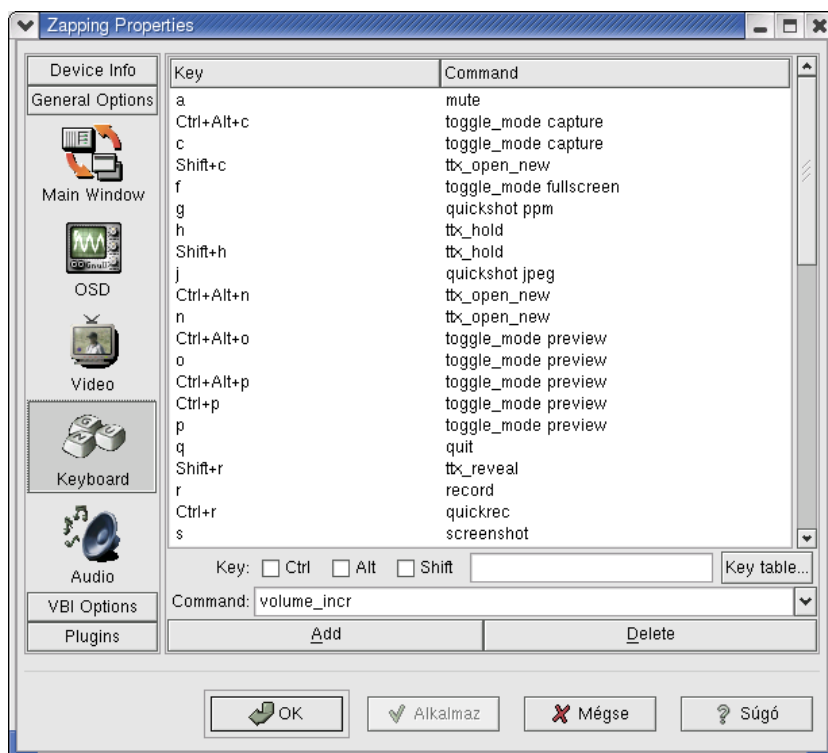 Zapping Properties
Device Info
General Options
Main Window
OSD
Video
Keyboard
Audio
VBI Options
Plugins
Key Command
a mute
Ctrl+Alt+c toggle_mode capture
c toggle_mode capture
Shift+c ttx_open_new
f toggle_mode fullscreen
g quickshot ppm
h ttx_hold
Shift+h ttx_hold
j quickshot jpeg
Ctrl+Alt+n ttx_open_new
n ttx_open_new
Ctrl+Alt+o toggle_mode preview
o toggle_mode preview
Ctrl+Alt+p toggle_mode preview
Ctrl+p toggle_mode preview
p toggle_mode preview
q quit
Shift+r ttx_reveal
r record
Ctrl+r quickrec
s screenshot
Key: Ctrl Alt Shift Key table...
Command: volume_incr
Add Delete
OK Alkalmaz Mégse Súgó